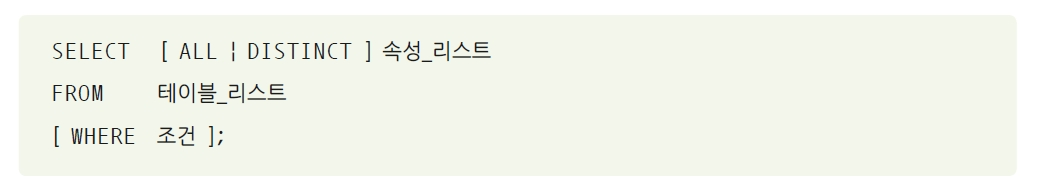 SELECT [ ALL ¦ DISTINCT ] 속성_리스트
FROM 테이블_리스트
[ WHERE 조건 ];